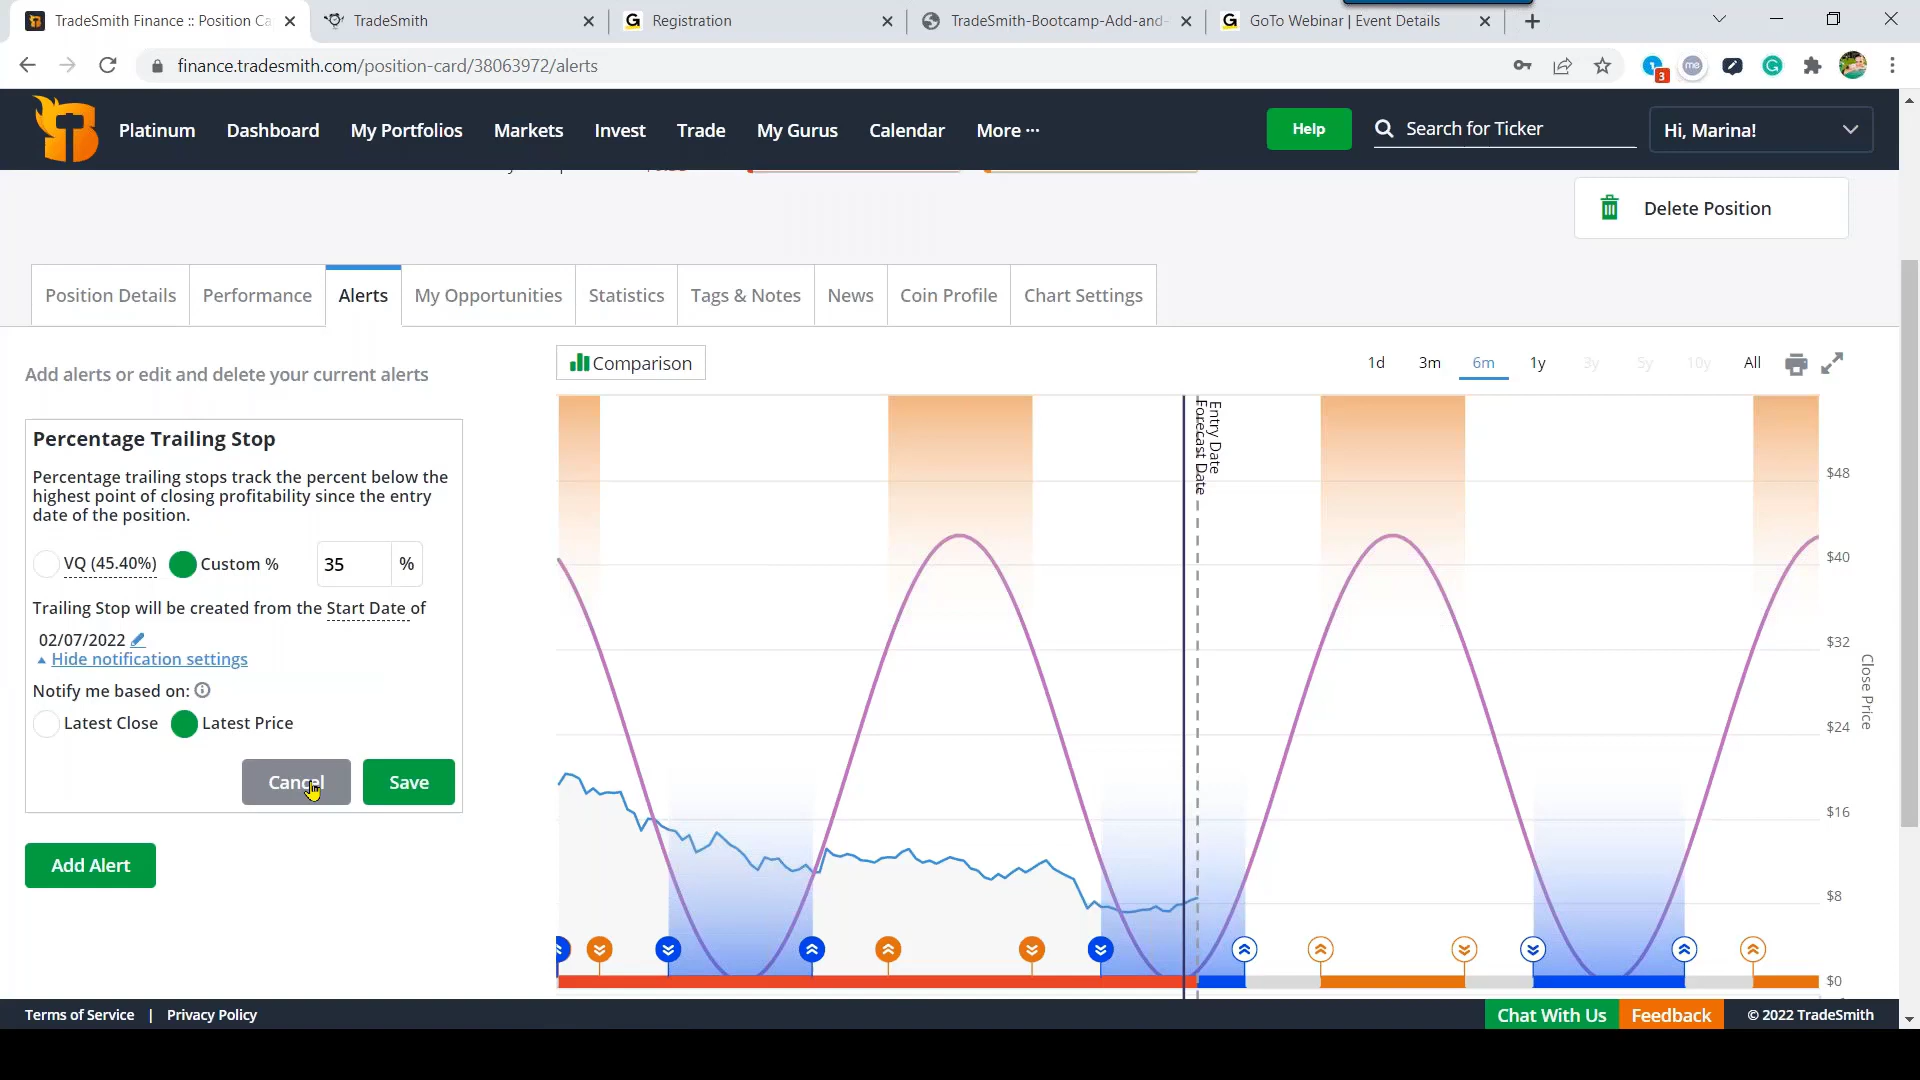 TradeSmith Finance :: Position Ca
TradeSmith
Registration
TradeSmith-Bootcamp-Add-and-
GoTo Webinar | Event Details
finance.tradesmith.com/position-card/38063972/alerts
3
Platinum
Dashboard
My Portfolios
Markets
Invest
Trade
My Gurus
Calendar
More ···
Help
Search for Ticker
Hi, Marina!
Delete Position
Position Details
Performance
Alerts
My Opportunities
Statistics
Tags & Notes
News
Coin Profile
Chart Settings
Add alerts or edit and delete your current alerts
Comparison
1d
3m
6m
1y
3y
5y
10y
All
Percentage Trailing Stop
Percentage trailing stops track the percent below the
highest point of closing profitability since the entry
date of the position.
VQ (45.40%)
Custom %
35
%
Trailing Stop will be created from the Start Date of
02/07/2022
Hide notification settings
Notify me based on:
Latest Close
Latest Price
Cancel
Save
Add Alert
Entry Date
Forecast Date
$48
$40
$32
$24
$16
$8
$0
Close Price
Terms of Service | Privacy Policy
Chat With Us
Feedback
© 2022 TradeSmith